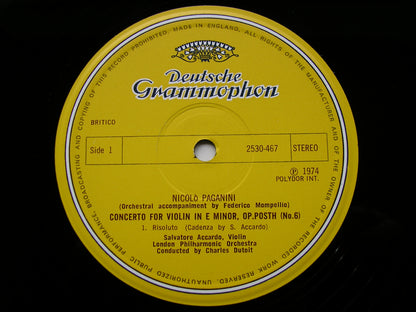 MADE IN ENGLAND. ALL RIGHTS OF THE MANUFACTURER AND OF THE OWNER OF THE RECORDED WORK RESERVED. UNAUTHORISED PUBLIC PERFORMANCE, BROADCASTING AND COPYING OF THIS RECORD PROHIBITED.
Deutsche
Grammophon
BRITICO
Side 1
2530-467
STEREO
℗ 1974
POLYDOR INT.
NICOLÒ PAGANINI
(Orchestral accompaniment by Federico Mompellio)
CONCERTO FOR VIOLIN IN E MINOR, OP.POSTH (No.6)
1. Risoluto (Cadenza by S. Accardo)
Salvatore Accardo, Violin
London Philharmonic Orchestra
Conducted by Charles Dutoit